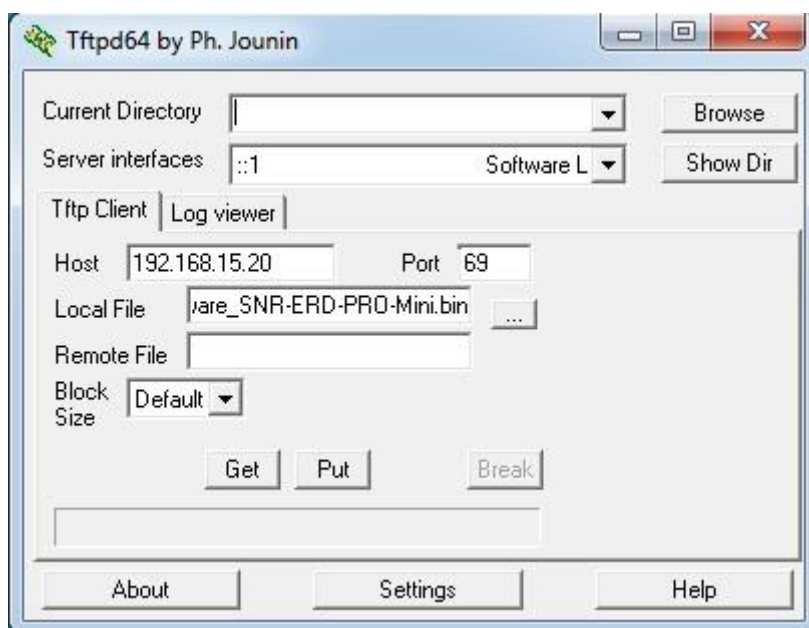 Tftpd64 by Ph. Jounin
Current Directory Browse
Server interfaces ::1 Software L Show Dir
Tftp Client Log viewer
Host 192.168.15.20 Port 69
Local File are_SNR-ERD-PRO-Mini.bin ...
Remote File
Block Size Default
Get Put Break
About Settings Help